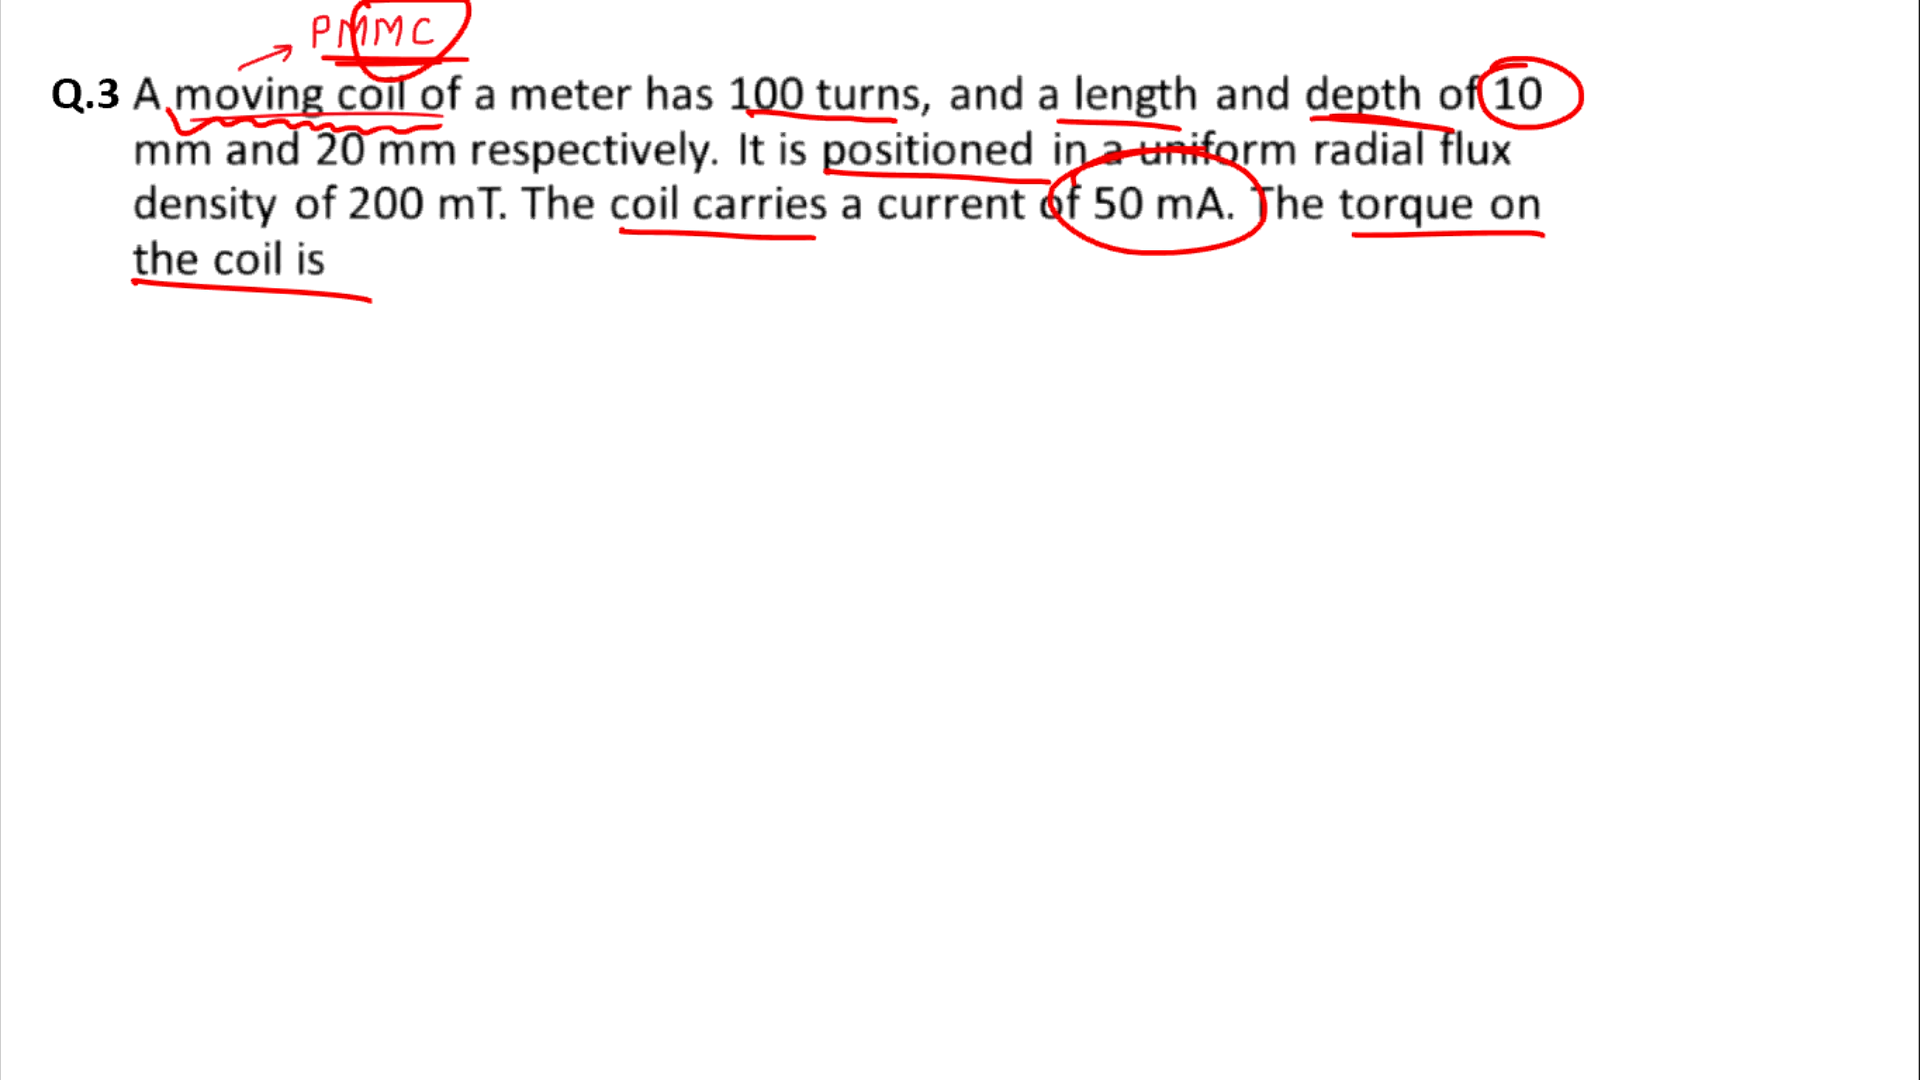 PMMC
Q.3 A moving coil of a meter has 100 turns, and a length and depth of 10
mm and 20 mm respectively. It is positioned in a uniform radial flux
density of 200 mT. The coil carries a current of 50 mA. The torque on
the coil is